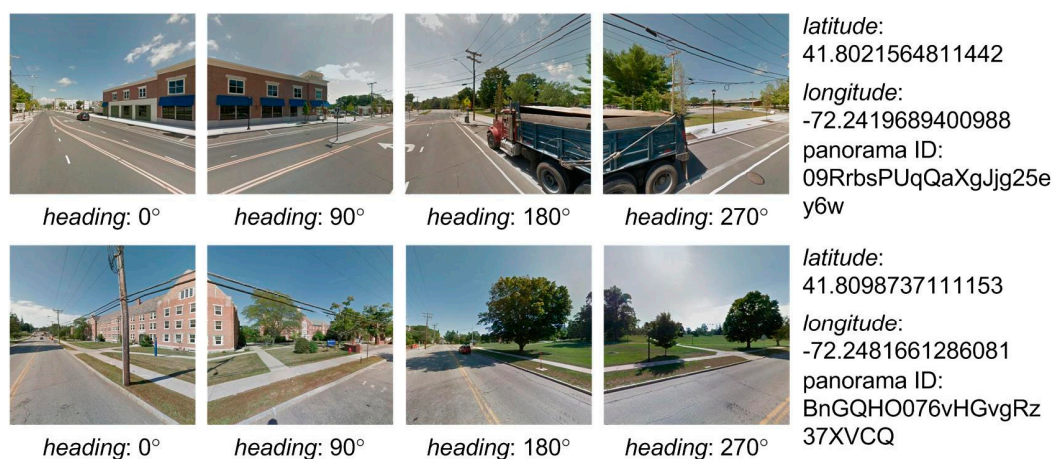 latitude:
41.8021564811442
longitude:
-72.2419689400988
panorama ID:
09RrbsPUqQaXgJjg25e
y6w
heading: 0°
heading: 90°
heading: 180°
heading: 270°
latitude:
41.8098737111153
longitude:
-72.2481661286081
panorama ID:
BnGQHO076vHGvgRz
37XVCQ
heading: 0°
heading: 90°
heading: 180°
heading: 270°